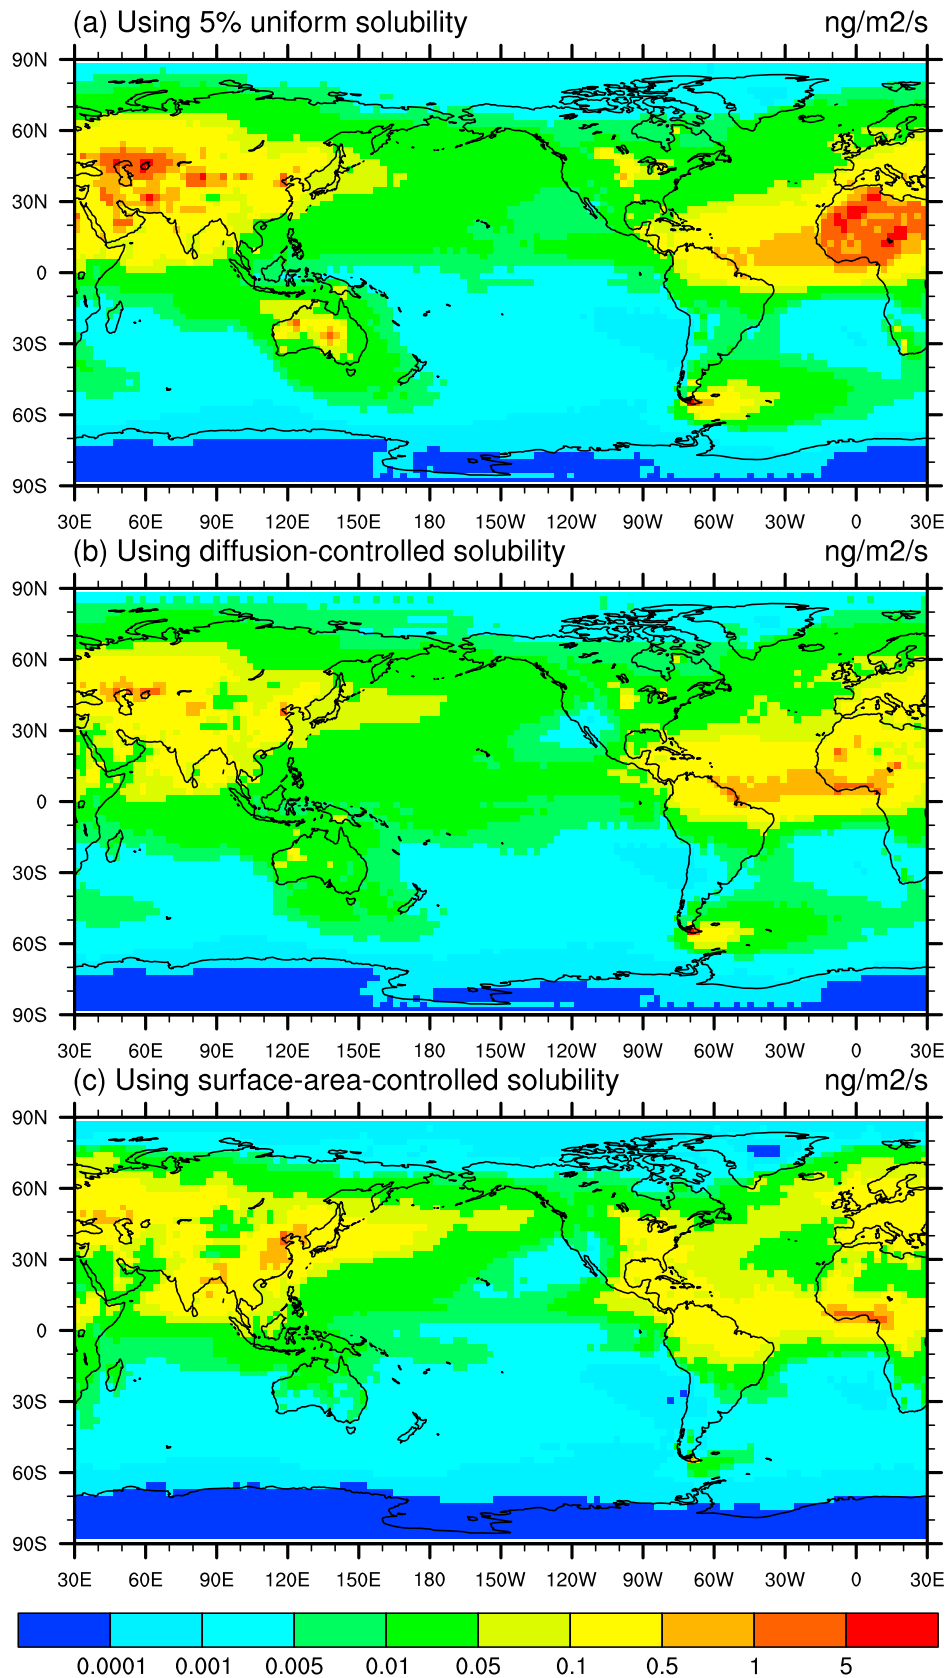 (a) Using 5% uniform solubility ng/m2/s
90N
60N
30N
0
30S
60S
90S
30E 60E 90E 120E 150E 180 150W 120W 90W 60W 30W 0 30E
(b) Using diffusion-controlled solubility ng/m2/s
90N
60N
30N
0
30S
60S
90S
30E 60E 90E 120E 150E 180 150W 120W 90W 60W 30W 0 30E
(c) Using surface-area-controlled solubility ng/m2/s
90N
60N
30N
0
30S
60S
90S
30E 60E 90E 120E 150E 180 150W 120W 90W 60W 30W 0 30E
0.0001 0.001 0.005 0.01 0.05 0.1 0.5 1 5